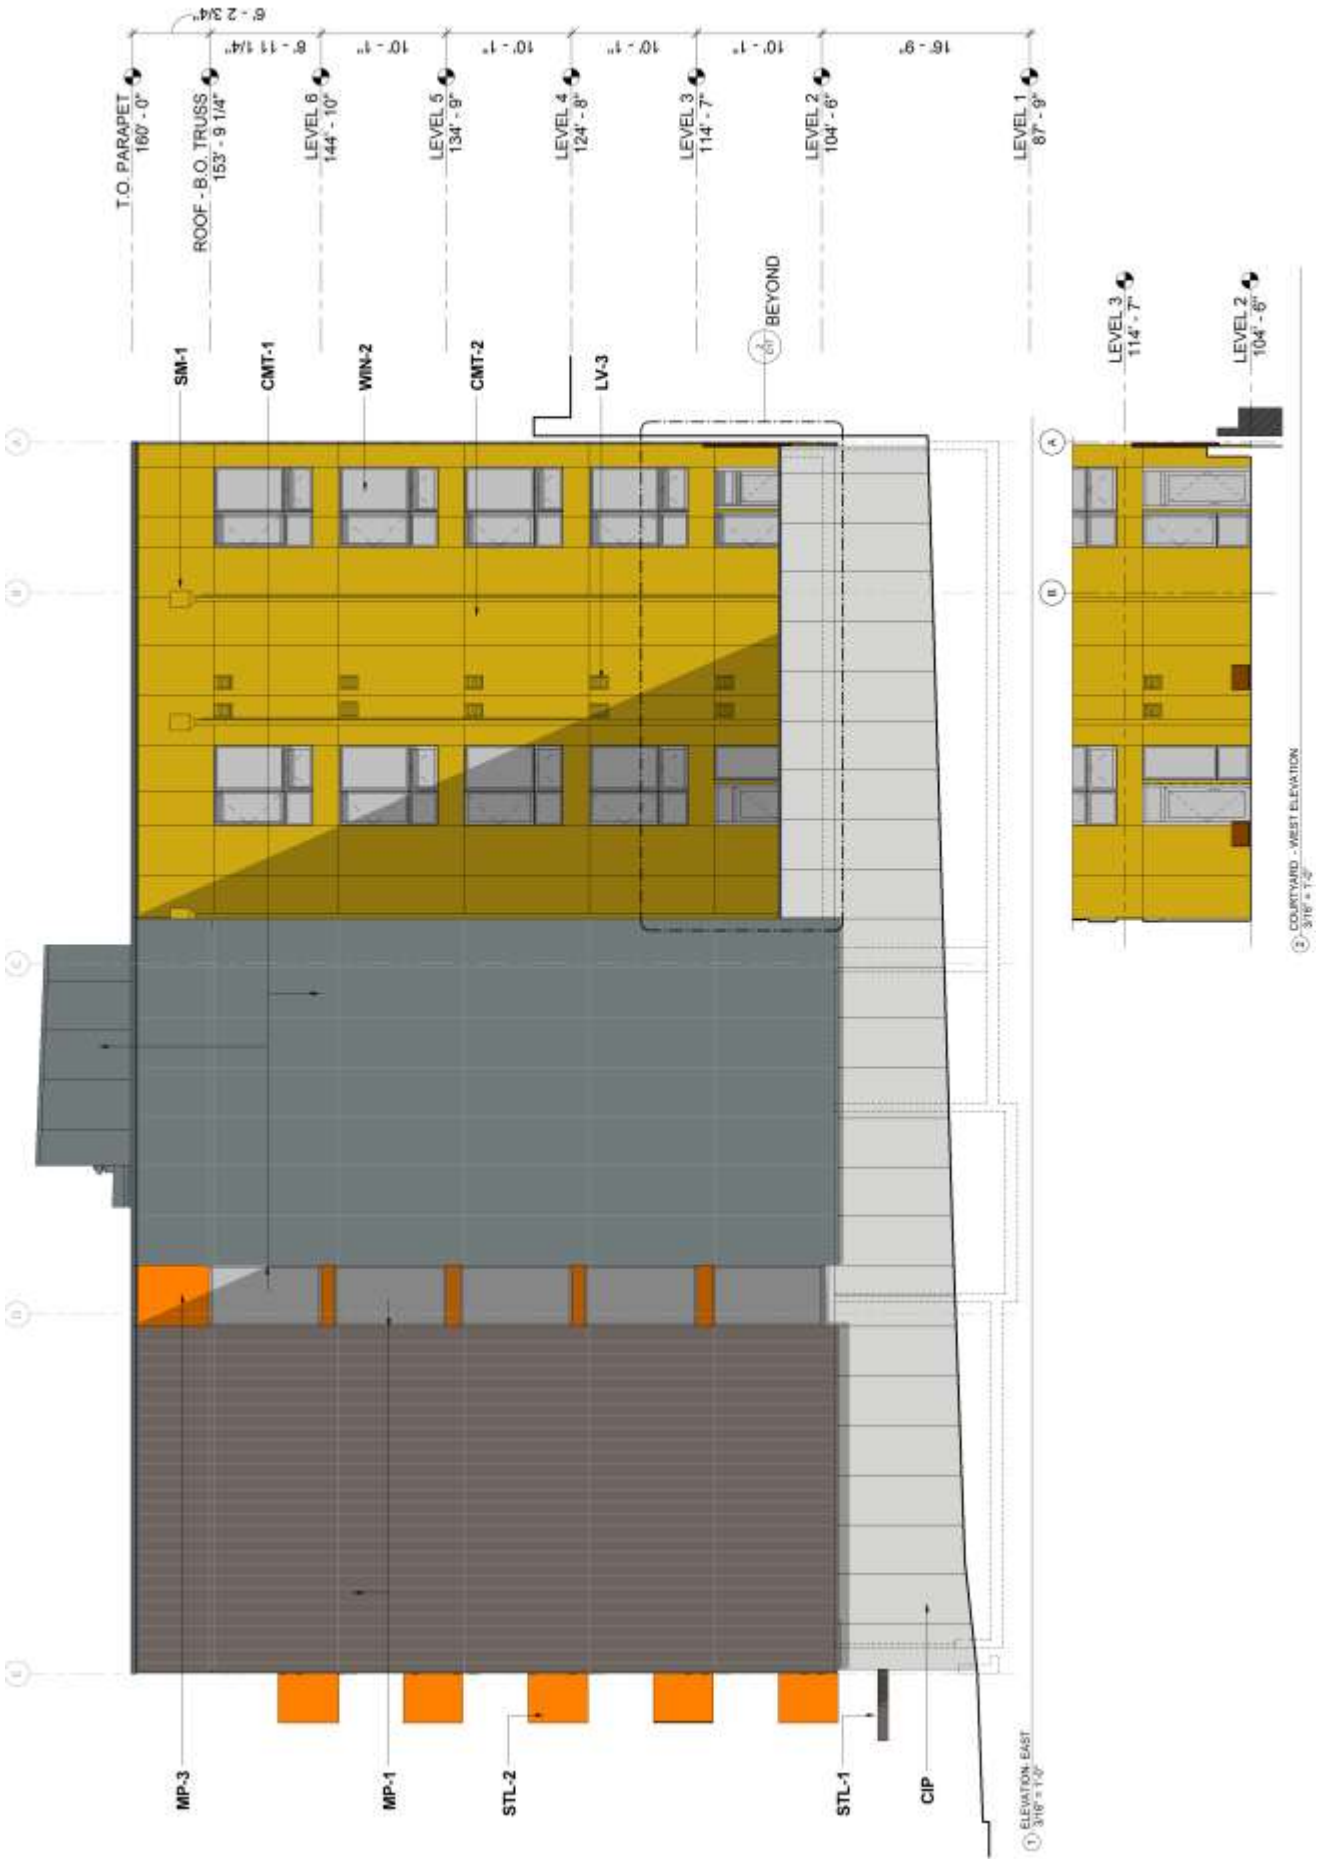 6' - 2 3/4"
8' - 11 1/4"
10' - 1"
10' - 1"
10' - 1"
10' - 1"
16' - 9"
T.O. PARAPET
160' - 0"
ROOF - B.O. TRUSS
153' - 9 1/4"
LEVEL 6
144' - 10"
LEVEL 5
134' - 9"
LEVEL 4
124' - 8"
LEVEL 3
114' - 7"
LEVEL 2
104' - 6"
LEVEL 1
87' - 9"
SM-1
CMT-1
WIN-2
CMT-2
LV-3
2
BEYOND
A
B
C
D
E
MP-3
MP-1
STL-2
STL-1
CIP
1 ELEVATION- EAST
3/16" = 1'-0"
LEVEL 3
114' - 7"
LEVEL 2
104' - 6"
A
B
2 COURTYARD - WEST ELEVATION
3/16" = 1'-0"